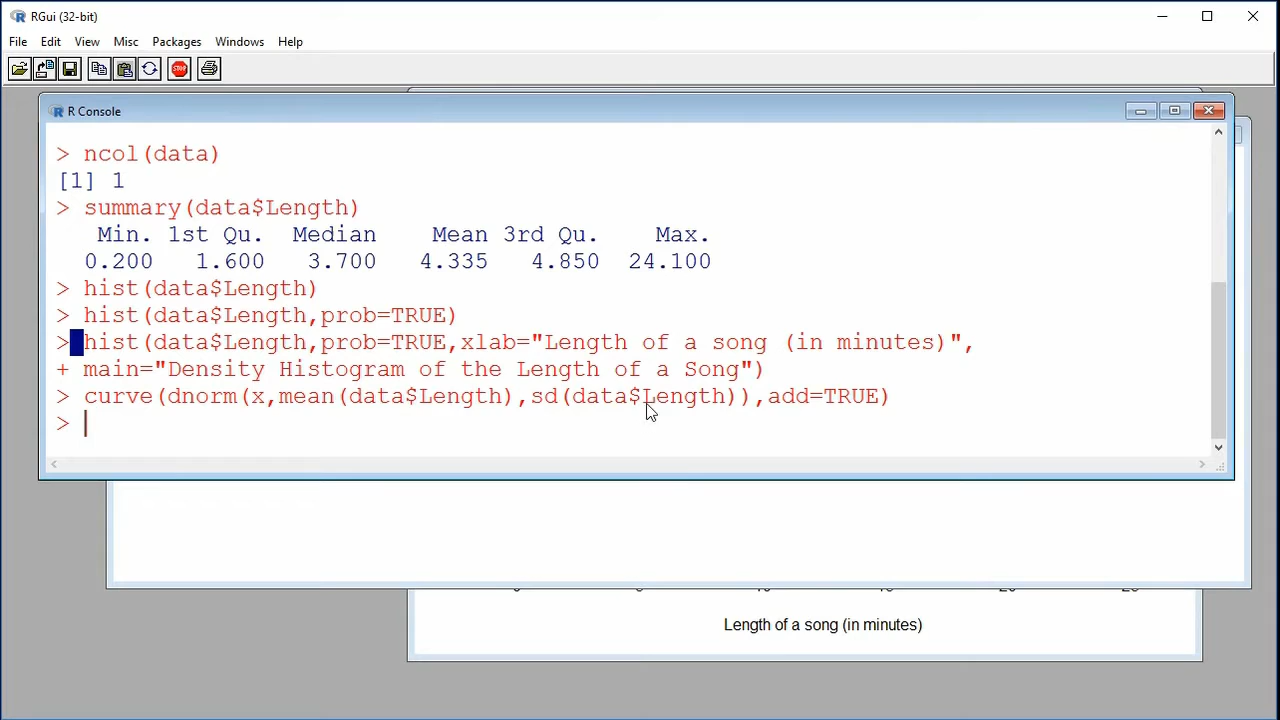 RGui (32-bit)
File Edit View Misc Packages Windows Help
STOP
R Console
> ncol(data)
[1] 1
> summary(data$Length)
Min. 1st Qu. Median Mean 3rd Qu. Max.
0.200 1.600 3.700 4.335 4.850 24.100
> hist(data$Length)
> hist(data$Length,prob=TRUE)
> hist(data$Length,prob=TRUE,xlab="Length of a song (in minutes)",
+ main="Density Histogram of the Length of a Song")
> curve(dnorm(x,mean(data$Length),sd(data$Length)),add=TRUE)
>
Length of a song (in minutes)